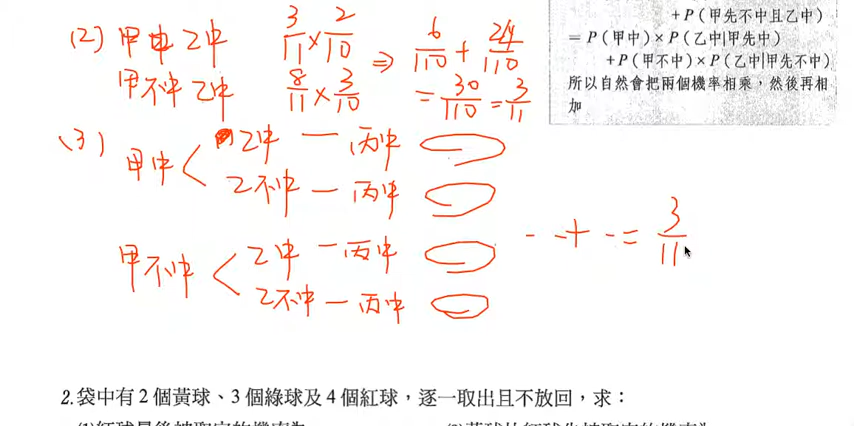 +P(甲先不中且乙中)
=P(甲中)×P(乙中|甲先中)
+P(甲不中)×P(乙中|甲先不中)
所以自然會把兩個機率相乘,然後再相
加
(2) 甲中 乙中 3/11 × 2/10 ⇒ 6/110 + 24/110
甲不中 乙中 8/11 × 3/10 = 30/110 = 3/11
(3) 甲中 < 乙中 — 丙中
乙不中 — 丙中
甲不中 < 乙中 — 丙中
乙不中 — 丙中
- - + - = 3/11
2.袋中有2個黃球、3個綠球及4個紅球,逐一取出且不放回,求: